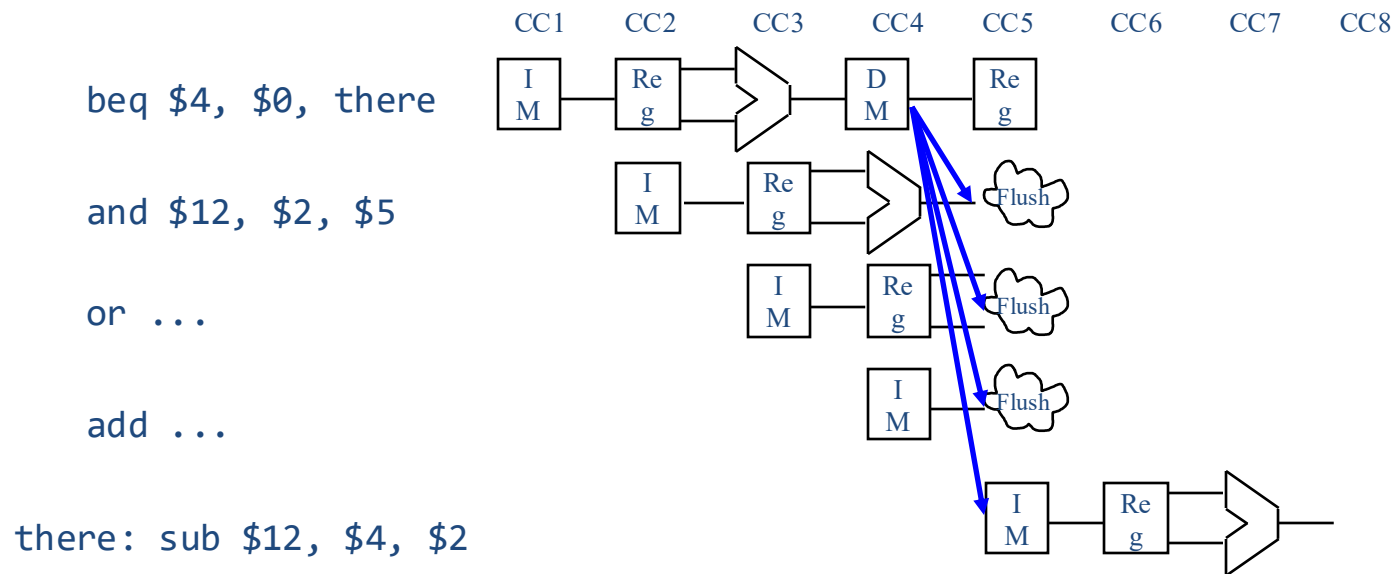 CC1 CC2 CC3 CC4 CC5 CC6 CC7 CC8
beq $4, $0, there
I
M
Re
g
D
M
Re
g
and $12, $2, $5
I
M
Re
g
Flush
or ...
I
M
Re
g
Flush
add ...
I
M
Flush
there: sub $12, $4, $2
I
M
Re
g